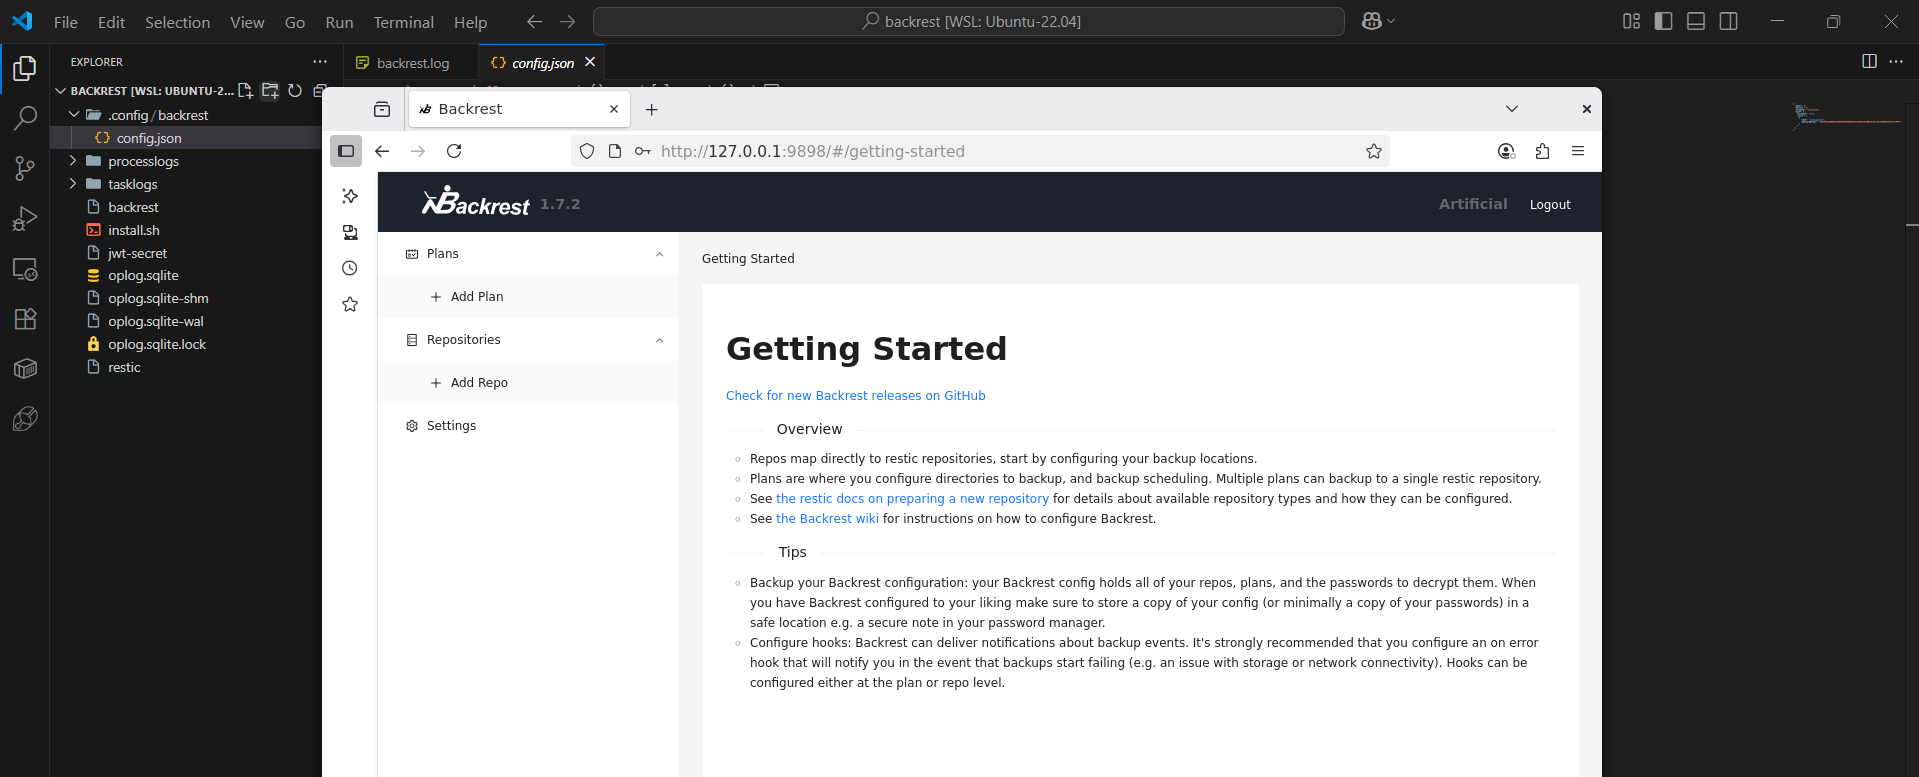 File Edit Selection View Go Run Terminal Help
backrest [WSL: Ubuntu-22.04]
EXPLORER
backrest.log
config.json
BACKREST [WSL: UBUNTU-2...
.config / backrest
config.json
processlogs
tasklogs
backrest
install.sh
jwt-secret
oplog.sqlite
oplog.sqlite-shm
oplog.sqlite-wal
oplog.sqlite.lock
restic
Backrest
http://127.0.0.1:9898/#/getting-started
Backrest 1.7.2
Artificial
Logout
Plans
Add Plan
Repositories
Add Repo
Settings
Getting Started
Getting Started
Check for new Backrest releases on GitHub
Overview
Repos map directly to restic repositories, start by configuring your backup locations.
Plans are where you configure directories to backup, and backup scheduling. Multiple plans can backup to a single restic repository.
See the restic docs on preparing a new repository for details about available repository types and how they can be configured.
See the Backrest wiki for instructions on how to configure Backrest.
Tips
Backup your Backrest configuration: your Backrest config holds all of your repos, plans, and the passwords to decrypt them. When
you have Backrest configured to your liking make sure to store a copy of your config (or minimally a copy of your passwords) in a
safe location e.g. a secure note in your password manager.
Configure hooks: Backrest can deliver notifications about backup events. It's strongly recommended that you configure an on error
hook that will notify you in the event that backups start failing (e.g. an issue with storage or network connectivity). Hooks can be
configured either at the plan or repo level.